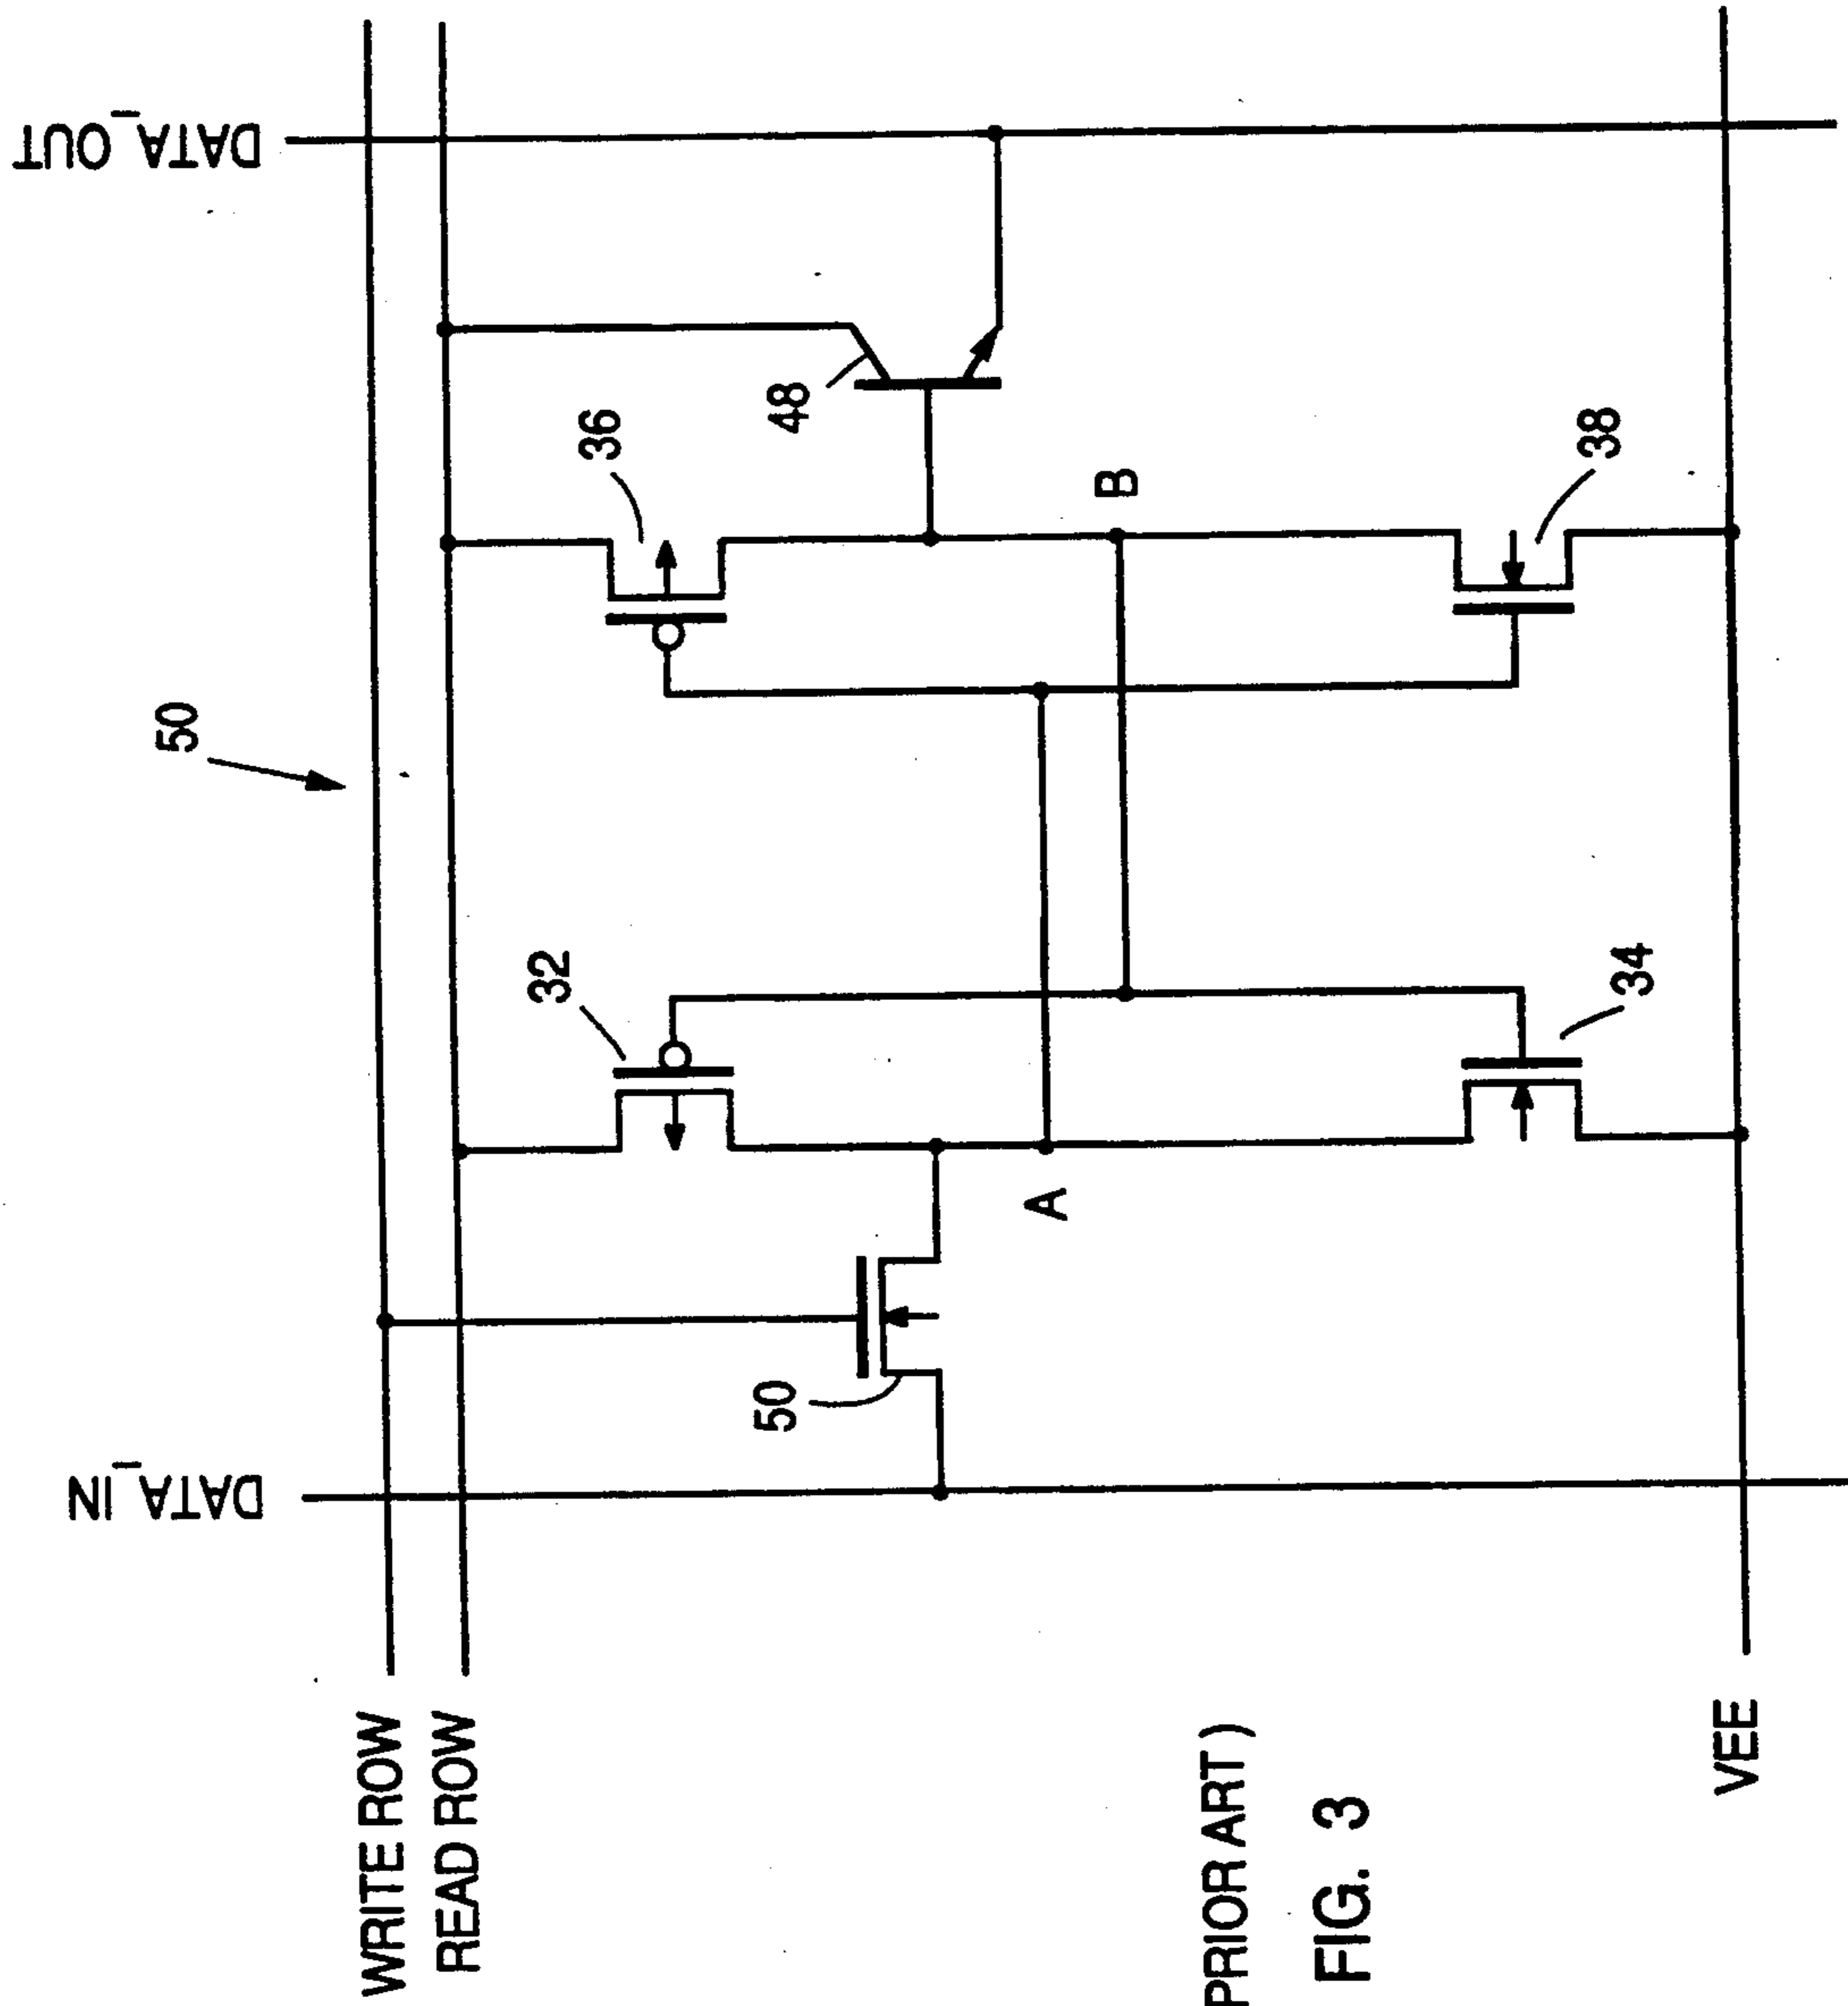 DATA_IN
DATA_OUT
50
WRITE ROW
READ ROW
32
36
48
50
A
B
34
38
VEE
PRIOR ART )
FIG. 3